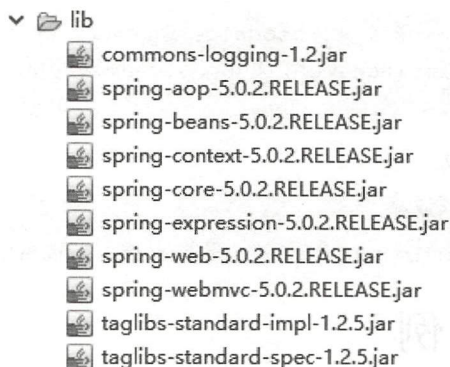 lib
commons-logging-1.2.jar
spring-aop-5.0.2.RELEASE.jar
spring-beans-5.0.2.RELEASE.jar
spring-context-5.0.2.RELEASE.jar
spring-core-5.0.2.RELEASE.jar
spring-expression-5.0.2.RELEASE.jar
spring-web-5.0.2.RELEASE.jar
spring-webmvc-5.0.2.RELEASE.jar
taglibs-standard-impl-1.2.5.jar
taglibs-standard-spec-1.2.5.jar